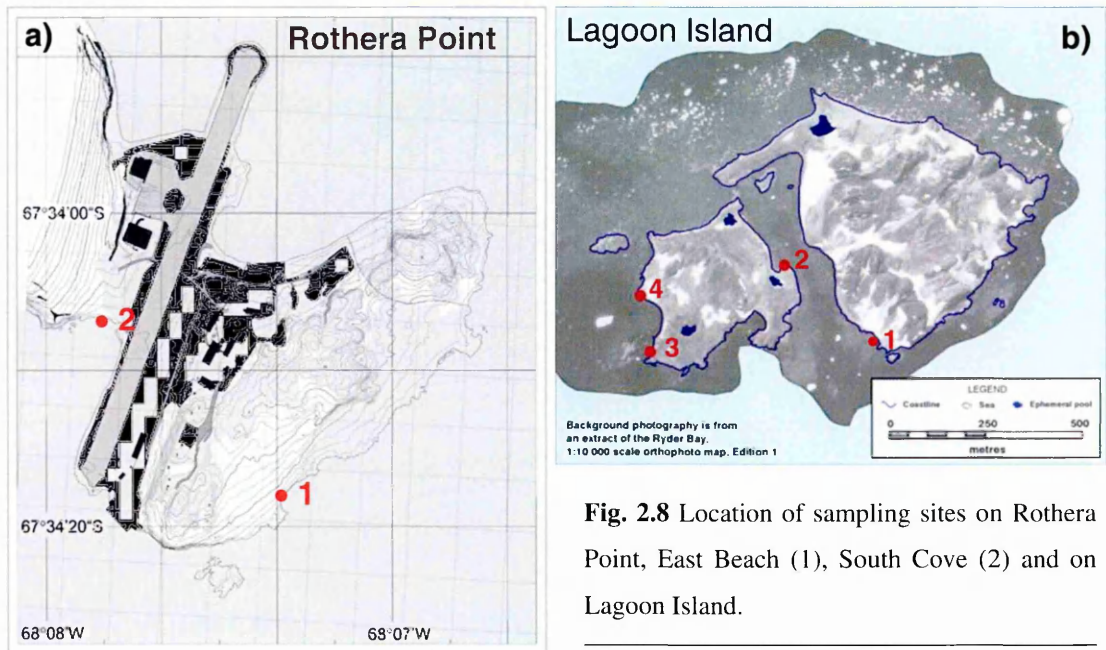 a)
Rothera Point
67°34'00"S
2
1
67°34'20"S
68°08'W
68°07'W
Lagoon Island
b)
2
4
3
1
LEGEND
Coastline
Sea
Ephemeral pool
0 250 500
metres
Background photography is from
an extract of the Ryder Bay,
1:10 000 scale orthophoto map, Edition 1
Fig. 2.8 Location of sampling sites on Rothera
Point, East Beach (1), South Cove (2) and on
Lagoon Island.